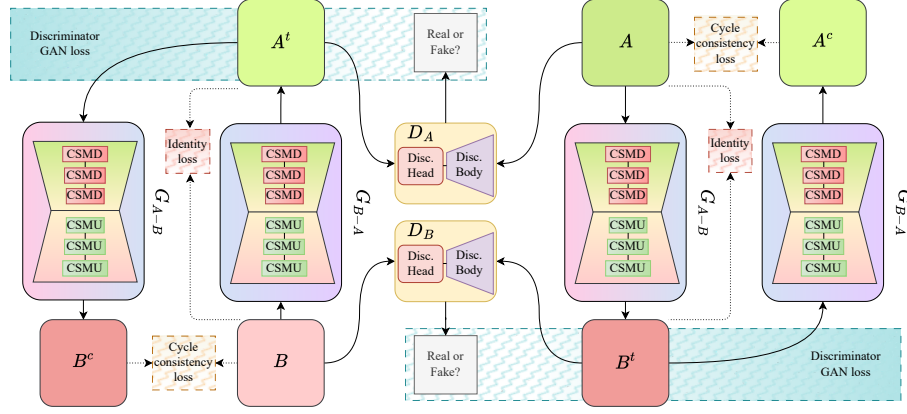 Discriminator
GAN loss
A^t
Real or
Fake?
A
Cycle
consistency
loss
A^c
CSMD
CSMD
CSMD
CSMU
CSMU
CSMU
G_{A-B}
Identity
loss
CSMD
CSMD
CSMD
CSMU
CSMU
CSMU
G_{B-A}
D_A
Disc.
Head
Disc.
Body
D_B
Disc.
Head
Disc.
Body
CSMD
CSMD
CSMD
CSMU
CSMU
CSMU
G_{A-B}
Identity
loss
CSMD
CSMD
CSMD
CSMU
CSMU
CSMU
G_{B-A}
B^c
Cycle
consistency
loss
B
Real or
Fake?
B^t
Discriminator
GAN loss